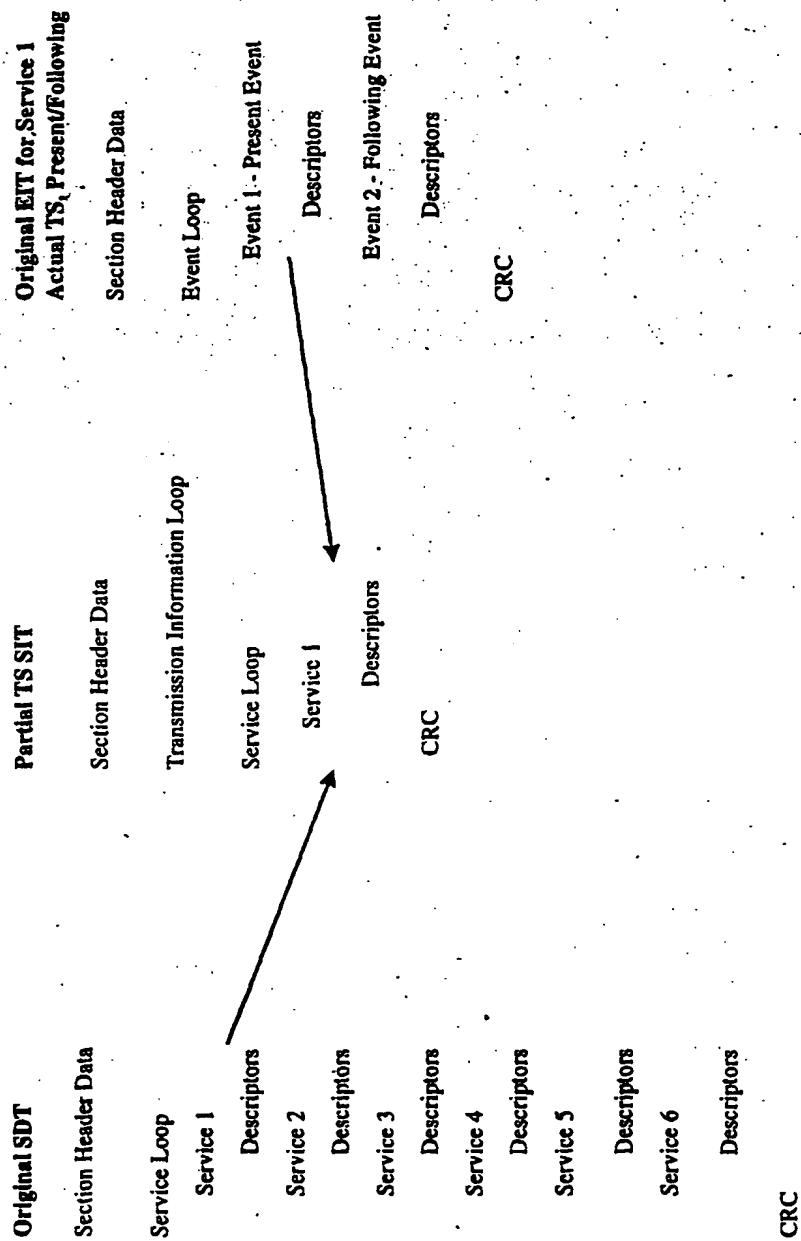 Original SDT
Section Header Data
Service Loop
Service 1
Descriptors
Service 2
Descriptors
Service 3
Descriptors
Service 4
Descriptors
Service 5
Descriptors
Service 6
Descriptors
CRC
Partial TS SIT
Section Header Data
Transmission Information Loop
Service Loop
Service 1
Descriptors
CRC
Original EIT for Service 1
Actual TS, Present/Following
Section Header Data
Event Loop
Event 1 - Present Event
Descriptors
Event 2 - Following Event
Descriptors
CRC